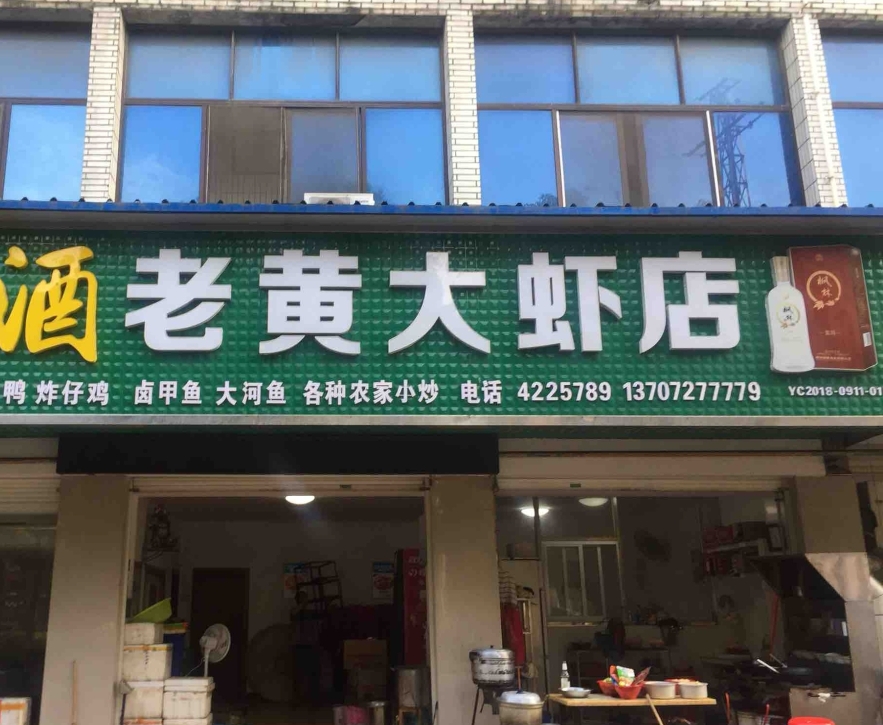 酒 老黄大虾店
鸭 炸仔鸡 卤甲鱼 大河鱼 各种农家小炒 电话 4225789 13707277779
YC2018-0911-01